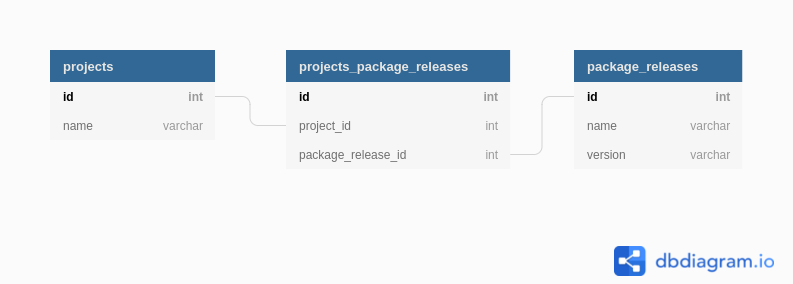 projects
id int
name varchar
projects_package_releases
id int
project_id int
package_release_id int
package_releases
id int
name varchar
version varchar
dbdiagram.io